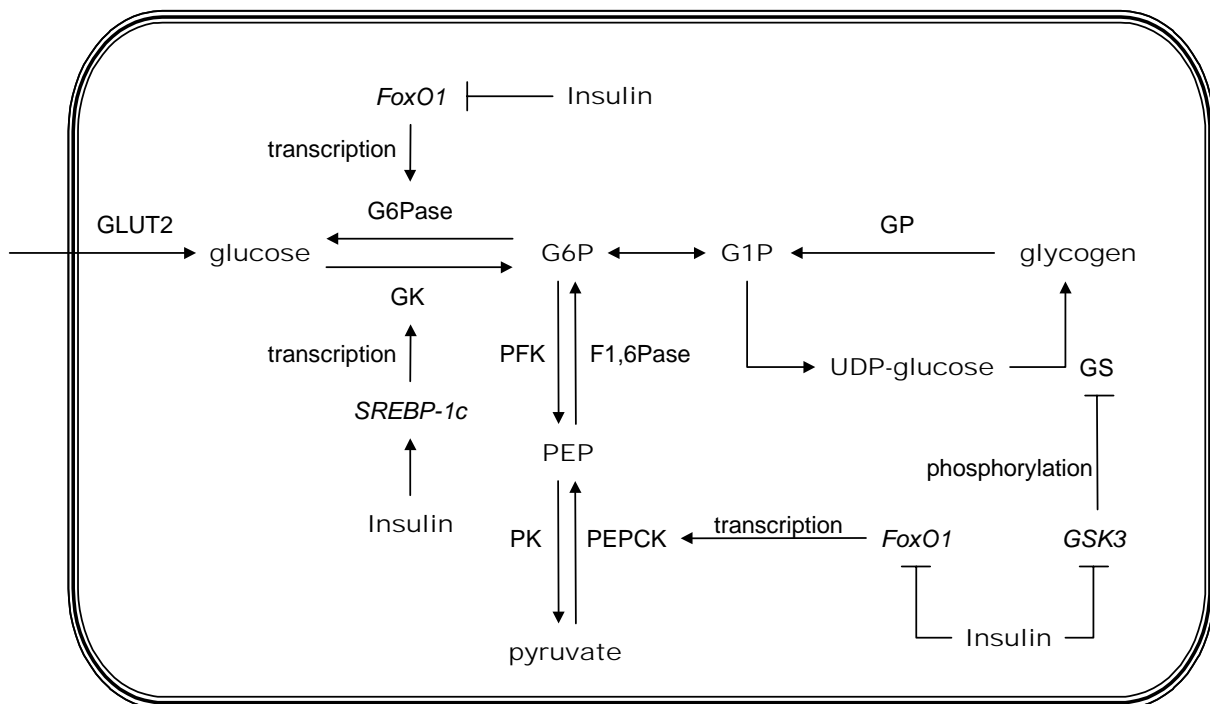 FoxO1 Insulin
transcription
G6Pase
GLUT2 GP
glucose G6P G1P glycogen
GK
transcription PFK F1,6Pase
UDP-glucose GS
SREBP-1c
PEP
phosphorylation
Insulin
PK PEPCK transcription FoxO1 GSK3
Insulin
pyruvate